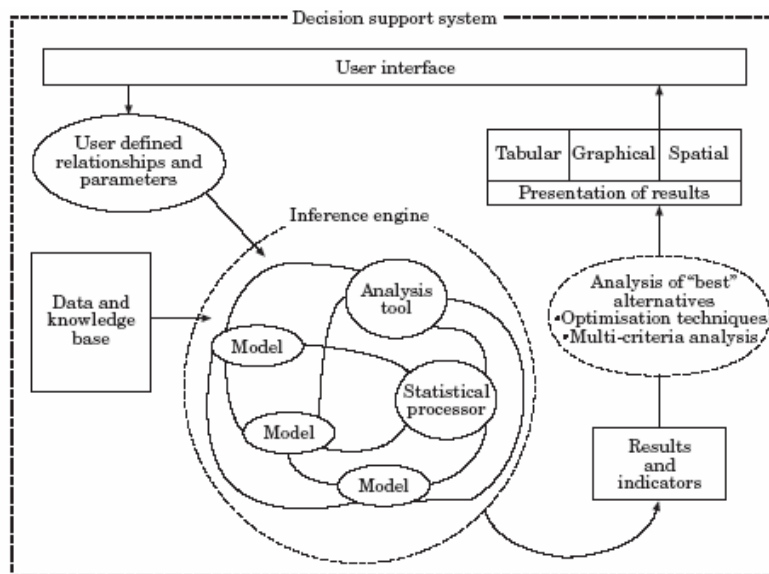 Decision support system
User interface
User defined
relationships and
parameters
Tabular
Graphical
Spatial
Presentation of results
Inference engine
Data and
knowledge
base
Analysis
tool
Model
Statistical
processor
Model
Model
Analysis of “best”
alternatives
•Optimisation techniques
•Multi-criteria analysis
Results
and
indicators